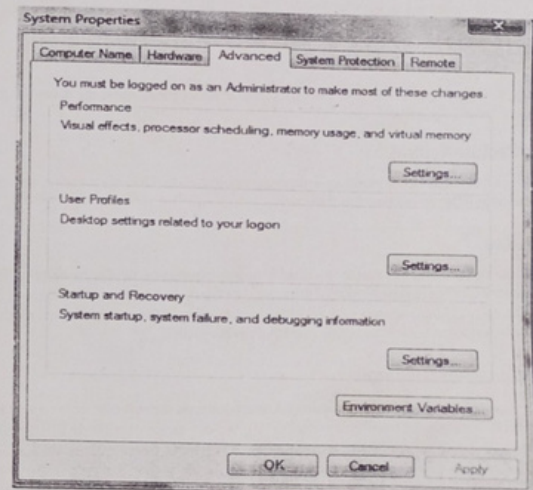 System Properties
Computer Name Hardware Advanced System Protection Remote
You must be logged on as an Administrator to make most of these changes.
Performance
Visual effects, processor scheduling, memory usage, and virtual memory
Settings...
User Profiles
Desktop settings related to your logon
Settings...
Startup and Recovery
System startup, system failure, and debugging information
Settings...
Environment Variables...
OK Cancel Apply